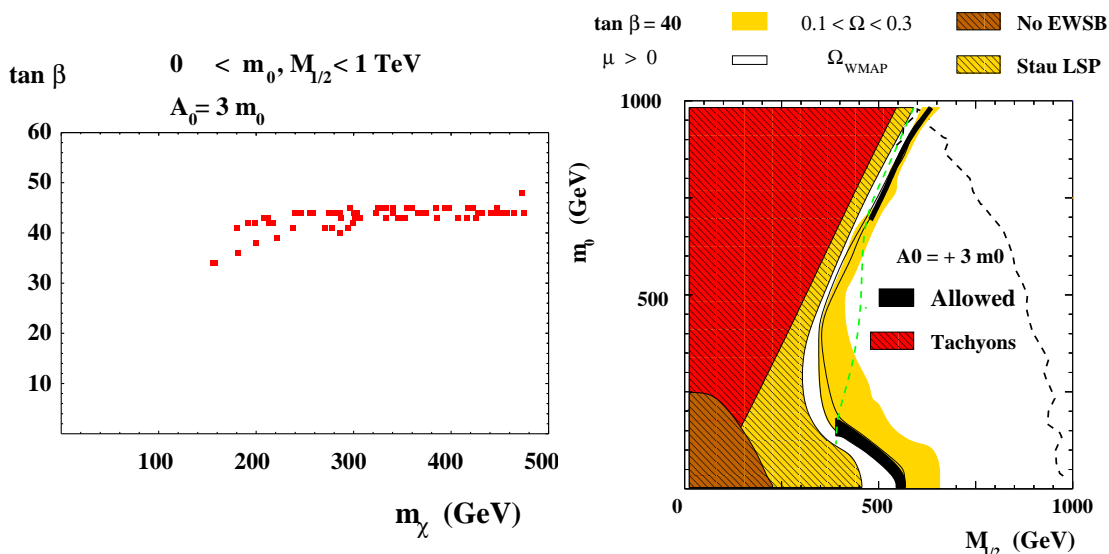 0 < m₀, M₁/₂ < 1 TeV
tan β
A₀= 3 m₀
60
50
40
30
20
10
100
200
300
400
500
m_χ (GeV)
tan β = 40
0.1 < Ω < 0.3
No EWSB
μ > 0
Ω_WMAP
Stau LSP
1000
m₀ (GeV)
500
A0 = + 3 m0
Allowed
Tachyons
0
500
1000
M₁/₂ (GeV)